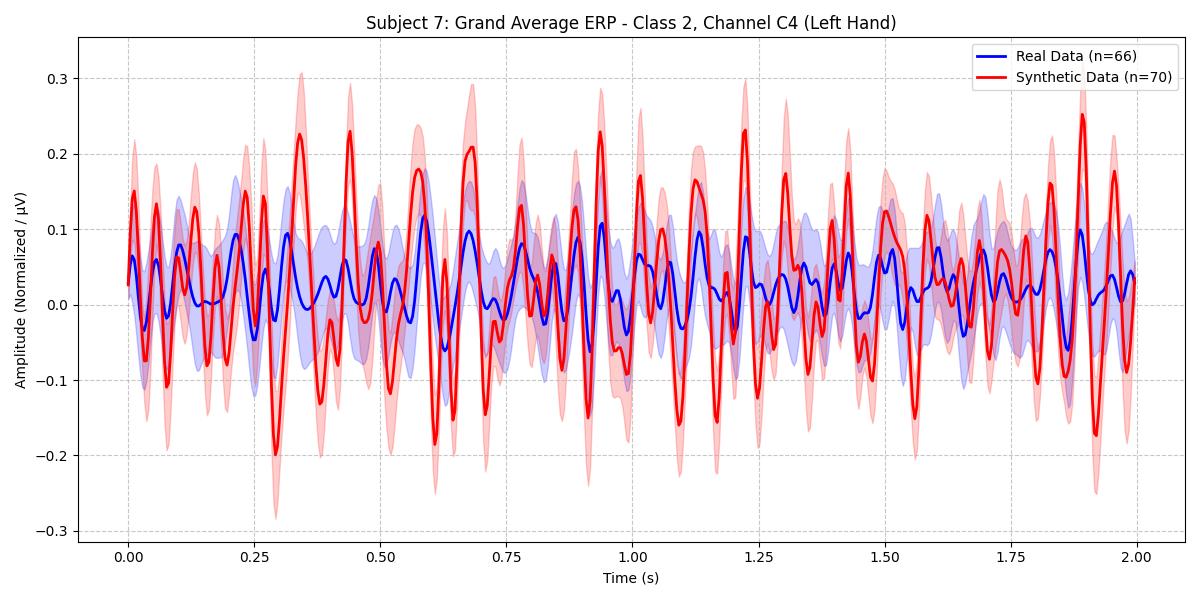 Subject 7: Grand Average ERP - Class 2, Channel C4 (Left Hand)
Real Data (n=66)
Synthetic Data (n=70)
Amplitude (Normalized / µV)
0.3
0.2
0.1
0.0
−0.1
−0.2
−0.3
0.00 0.25 0.50 0.75 1.00 1.25 1.50 1.75 2.00
Time (s)